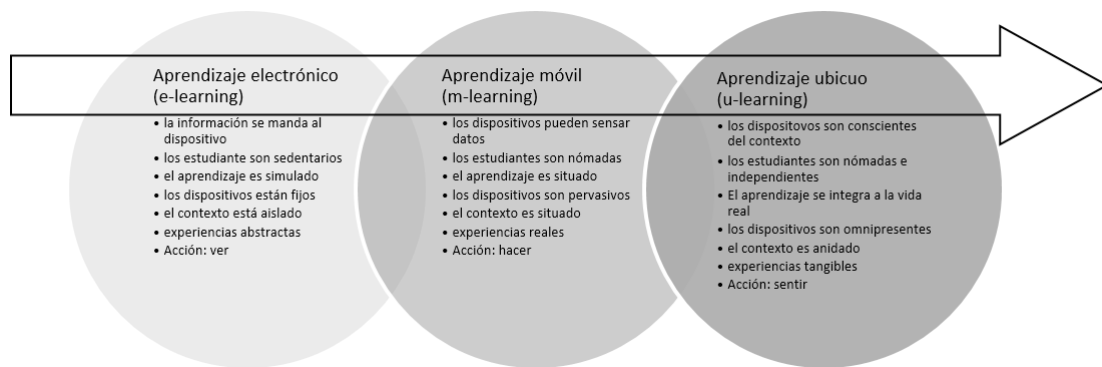 Aprendizaje electrónico
(e-learning)
• la información se manda al
dispositivo
• los estudiante son sedentarios
• el aprendizaje es simulado
• los dispositivos están fijos
• el contexto está aislado
• experiencias abstractas
• Acción: ver
Aprendizaje móvil
(m-learning)
• los dispositivos pueden sensar
datos
• los estudiantes son nómadas
• el aprendizaje es situado
• los dispositivos son pervasivos
• el contexto es situado
• experiencias reales
• Acción: hacer
Aprendizaje ubicuo
(u-learning)
• los dispositovos son conscientes
del contexto
• los estudiantes son nómadas e
independientes
• El aprendizaje se integra a la vida
real
• los dispositivos son omnipresentes
• el contexto es anidado
• experiencias tangibles
• Acción: sentir